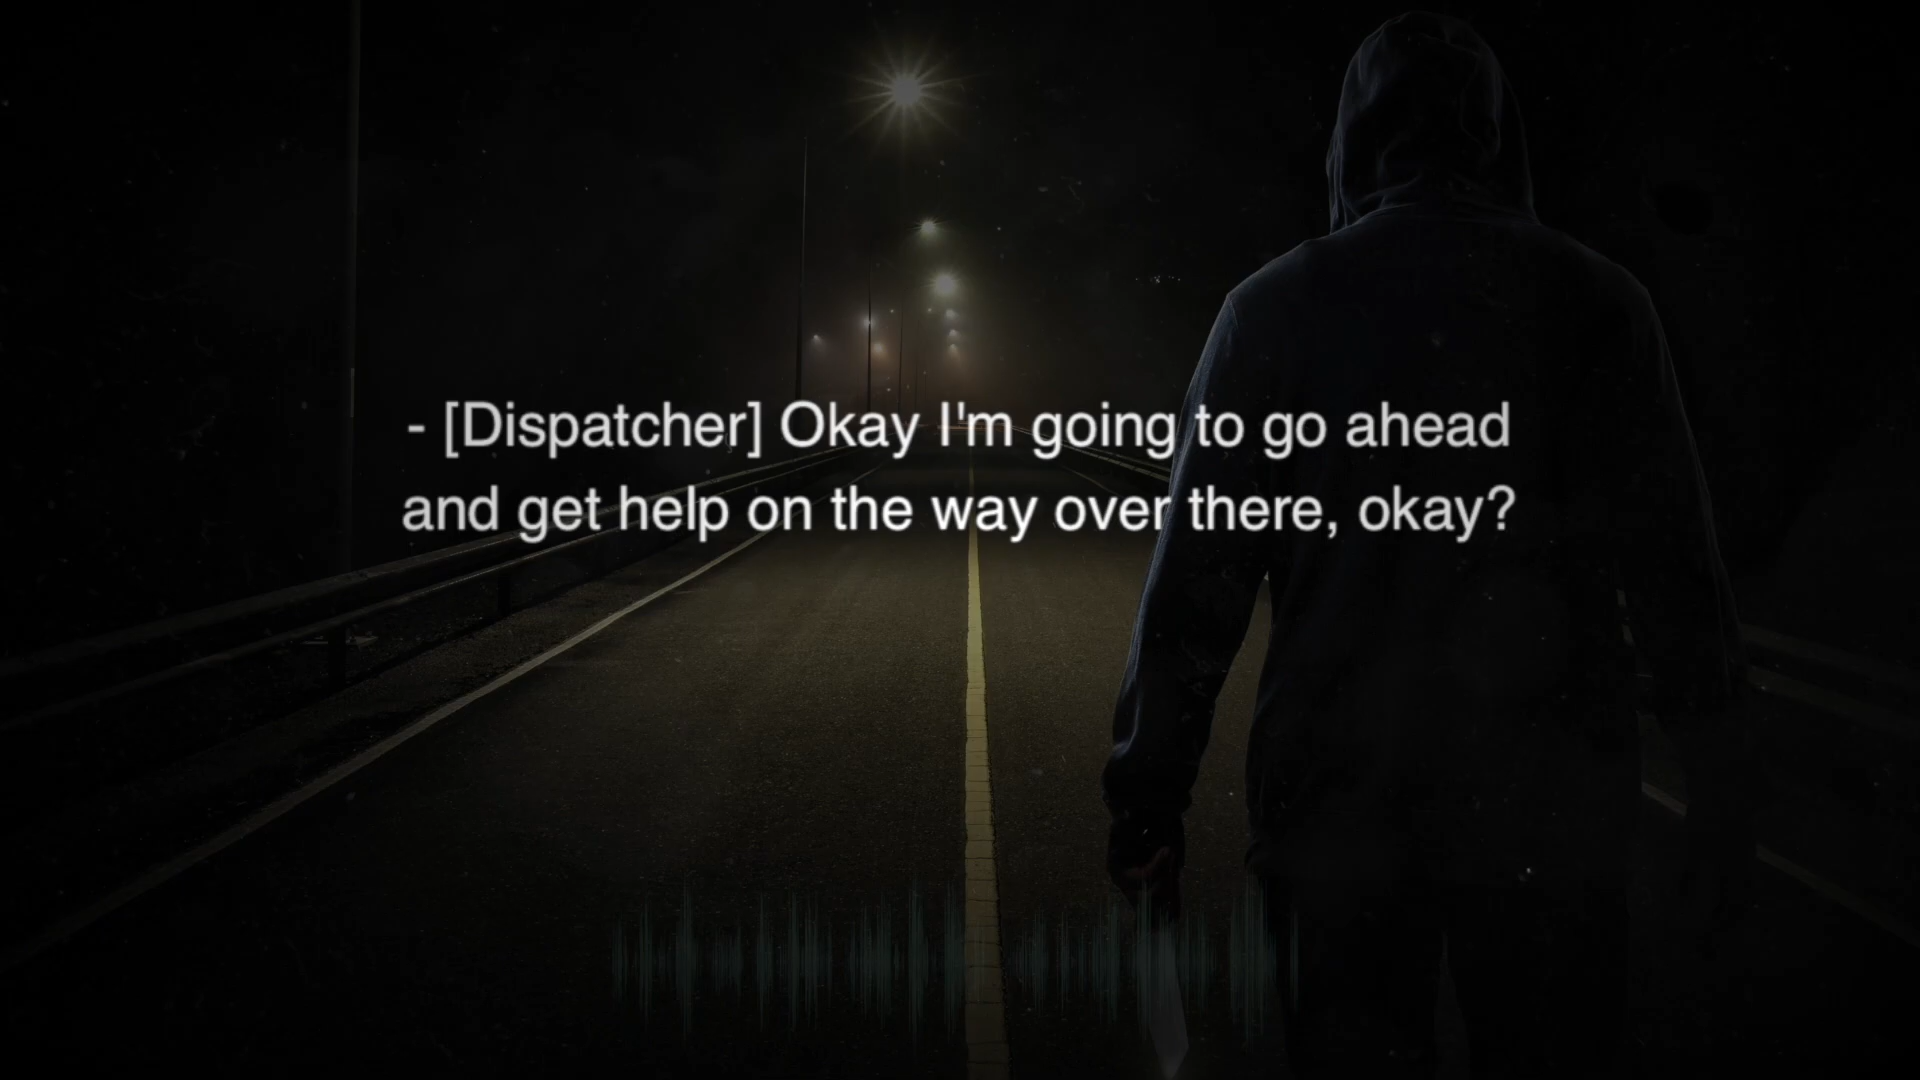 - [Dispatcher] Okay I'm going to go ahead
and get help on the way over there, okay?